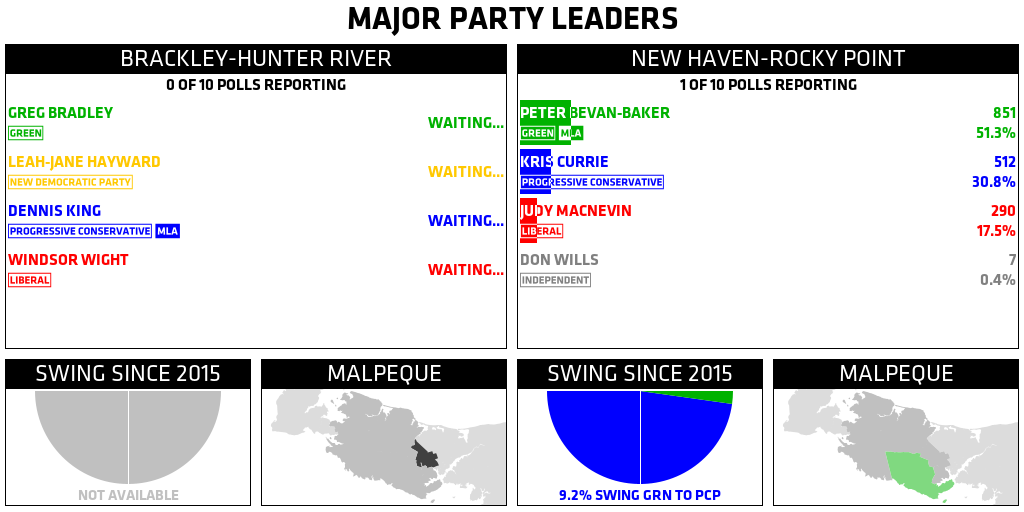 MAJOR PARTY LEADERS
BRACKLEY-HUNTER RIVER
0 OF 10 POLLS REPORTING
GREG BRADLEY
GREEN
WAITING...
LEAH-JANE HAYWARD
NEW DEMOCRATIC PARTY
WAITING...
DENNIS KING
PROGRESSIVE CONSERVATIVE MLA
WAITING...
WINDSOR WIGHT
LIBERAL
WAITING...
NEW HAVEN-ROCKY POINT
1 OF 10 POLLS REPORTING
PETER BEVAN-BAKER 851
GREEN MLA 51.3%
KRIS CURRIE 512
PROGRESSIVE CONSERVATIVE 30.8%
JUDY MACNEVIN 290
LIBERAL 17.5%
DON WILLS 7
INDEPENDENT 0.4%
SWING SINCE 2015
NOT AVAILABLE
MALPEQUE
SWING SINCE 2015
9.2% SWING GRN TO PCP
MALPEQUE